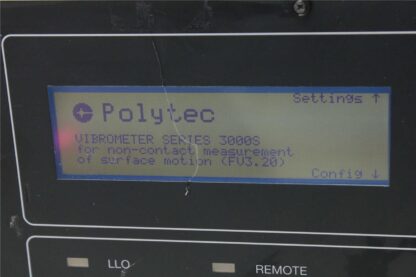 Settings ↑
Polytec
VIBROMETER SERIES 3000S
for non-contact measurement
of surface motion (FV3.20)
Config ↓
LLO
REMOTE